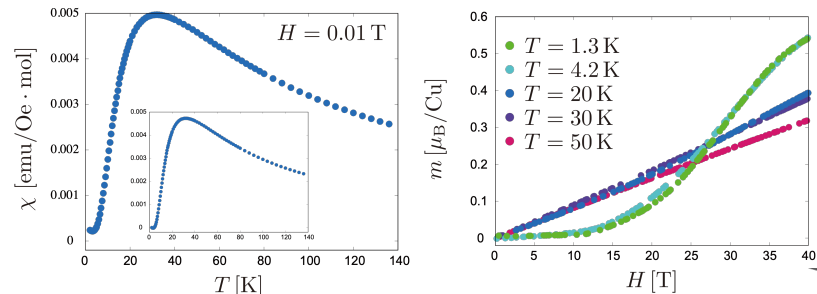 H = 0.01 T
χ [emu/Oe · mol]
0.005
0.004
0.003
0.002
0.001
0
0.005
0.004
0.003
0.002
0.001
0
0 20 40 60 80 100 120 140
0 20 40 60 80 100 120 140
T [K]
0.6
0.5
0.4
0.3
0.2
0.1
0
T = 1.3 K
T = 4.2 K
T = 20 K
T = 30 K
T = 50 K
m [μB/Cu]
0 5 10 15 20 25 30 35 40
H [T]